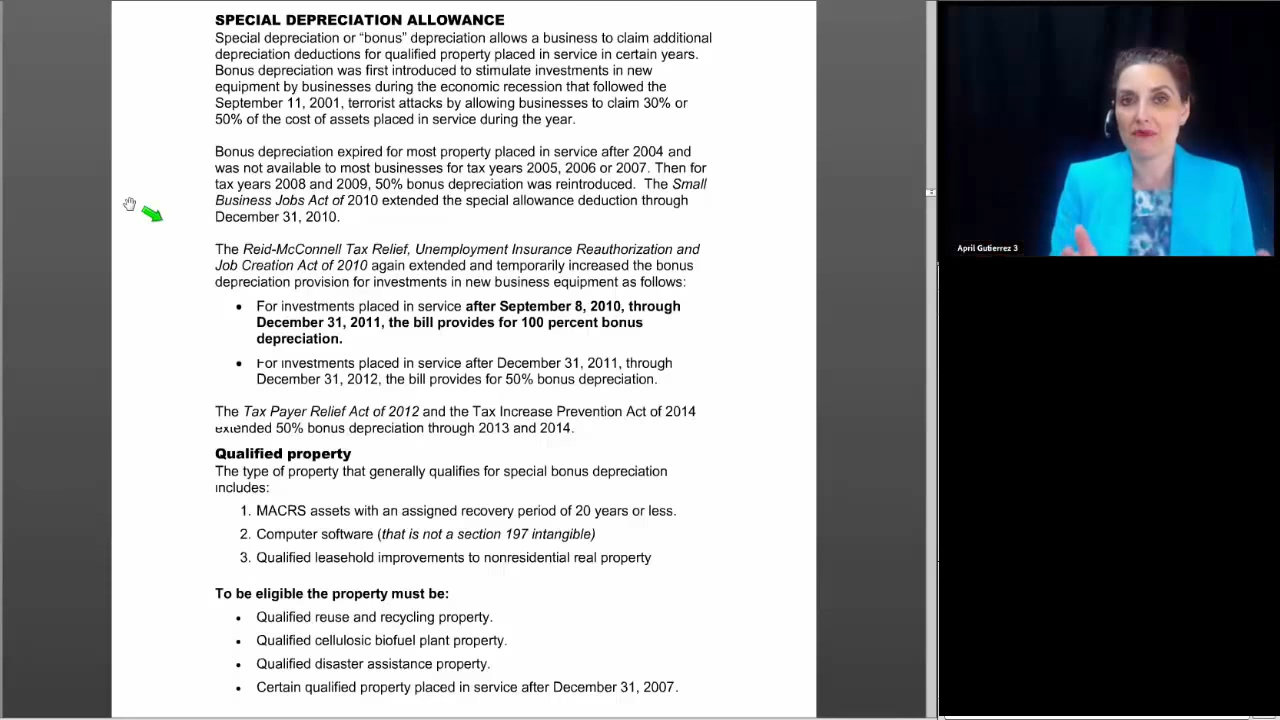 SPECIAL DEPRECIATION ALLOWANCE
Special depreciation or “bonus” depreciation allows a business to claim additional
depreciation deductions for qualified property placed in service in certain years.
Bonus depreciation was first introduced to stimulate investments in new
equipment by businesses during the economic recession that followed the
September 11, 2001, terrorist attacks by allowing businesses to claim 30% or
50% of the cost of assets placed in service during the year.
Bonus depreciation expired for most property placed in service after 2004 and
was not available to most businesses for tax years 2005, 2006 or 2007. Then for
tax years 2008 and 2009, 50% bonus depreciation was reintroduced. The Small
Business Jobs Act of 2010 extended the special allowance deduction through
December 31, 2010.
The Reid-McConnell Tax Relief, Unemployment Insurance Reauthorization and
Job Creation Act of 2010 again extended and temporarily increased the bonus
depreciation provision for investments in new business equipment as follows:
• For investments placed in service after September 8, 2010, through
December 31, 2011, the bill provides for 100 percent bonus
depreciation.
• For investments placed in service after December 31, 2011, through
December 31, 2012, the bill provides for 50% bonus depreciation.
The Tax Payer Relief Act of 2012 and the Tax Increase Prevention Act of 2014
extended 50% bonus depreciation through 2013 and 2014.
Qualified property
The type of property that generally qualifies for special bonus depreciation
includes:
1. MACRS assets with an assigned recovery period of 20 years or less.
2. Computer software (that is not a section 197 intangible)
3. Qualified leasehold improvements to nonresidential real property
To be eligible the property must be:
• Qualified reuse and recycling property.
• Qualified cellulosic biofuel plant property.
• Qualified disaster assistance property.
• Certain qualified property placed in service after December 31, 2007.
April Gutierrez 3